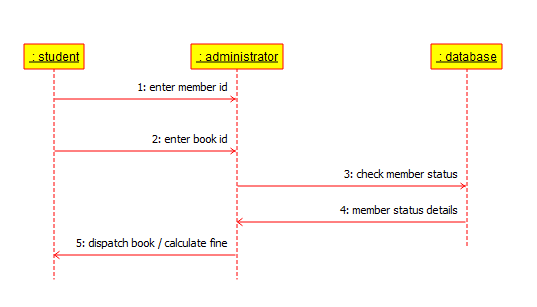 : student
: administrator
: database
1: enter member id
2: enter book id
3: check member status
4: member status details
5: dispatch book / calculate fine